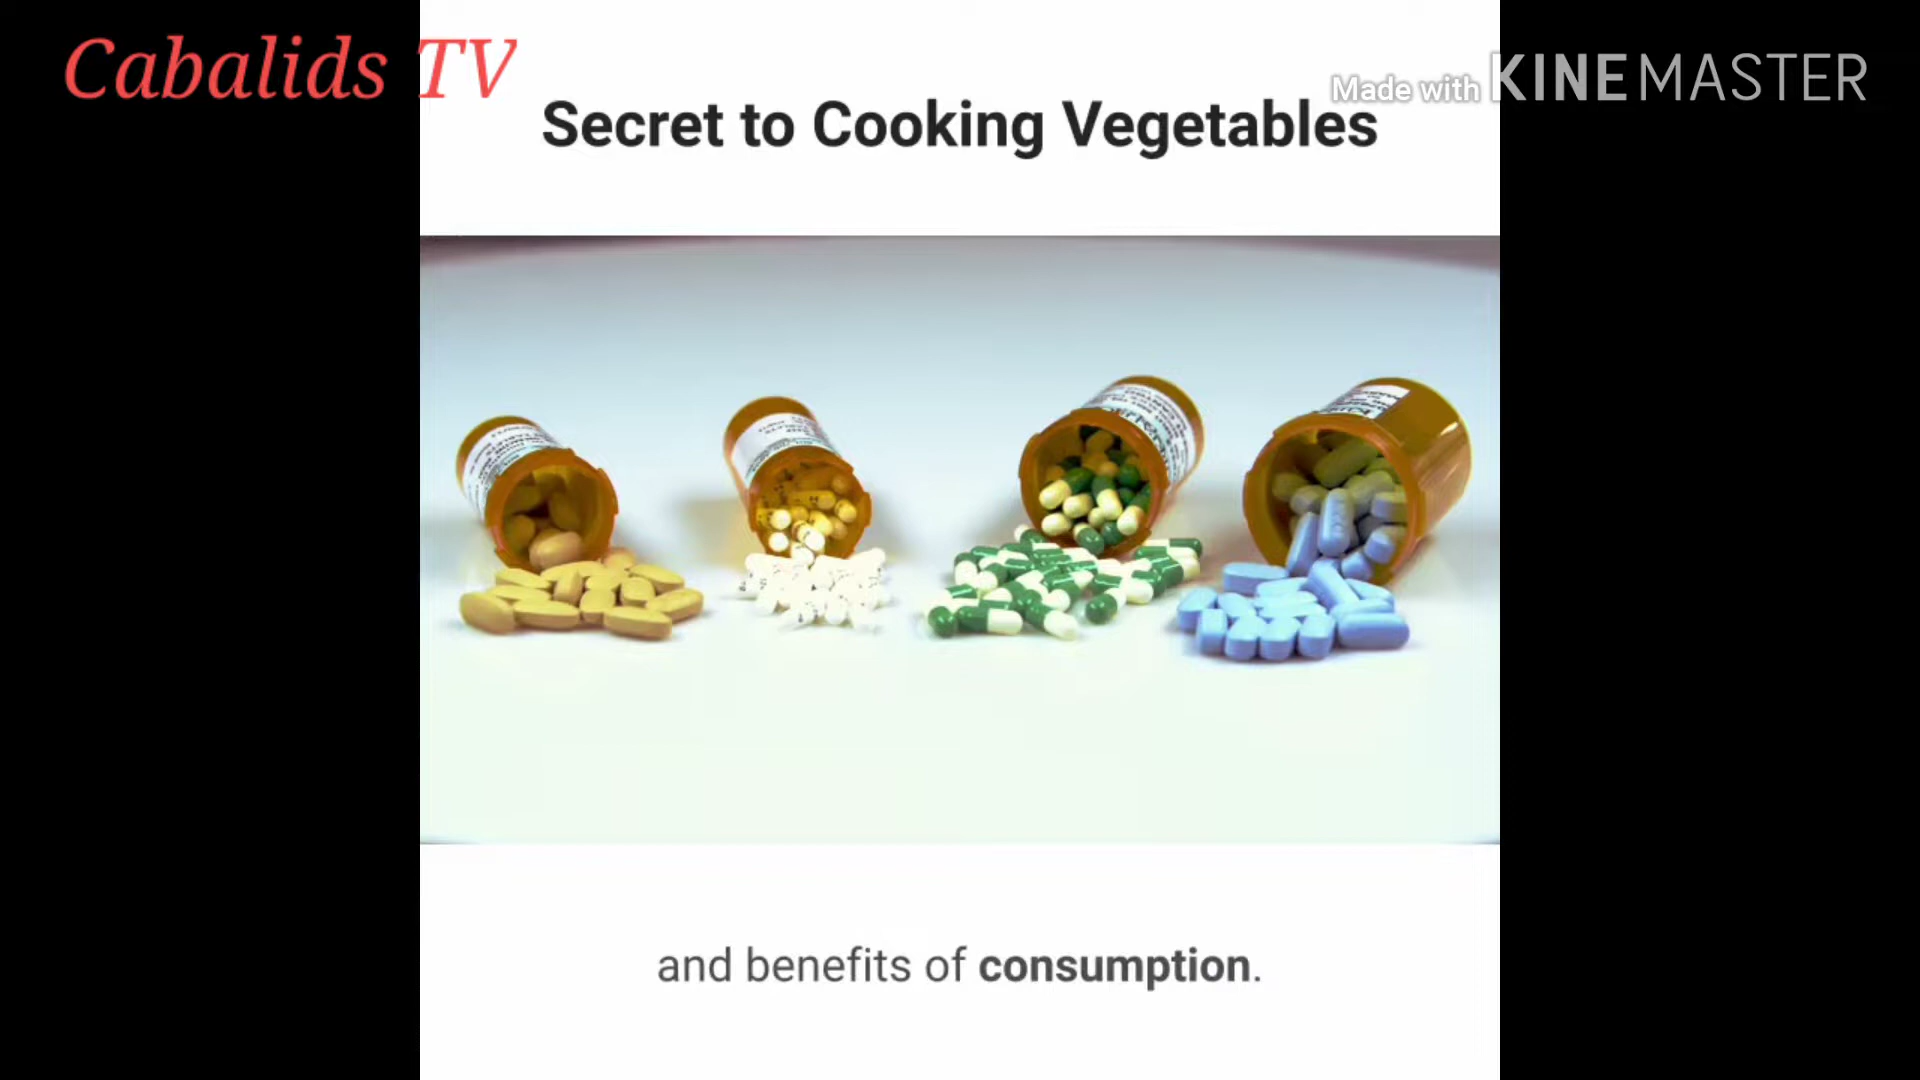 Cabalids TV
Made with KINEMASTER
Secret to Cooking Vegetables
and benefits of consumption.